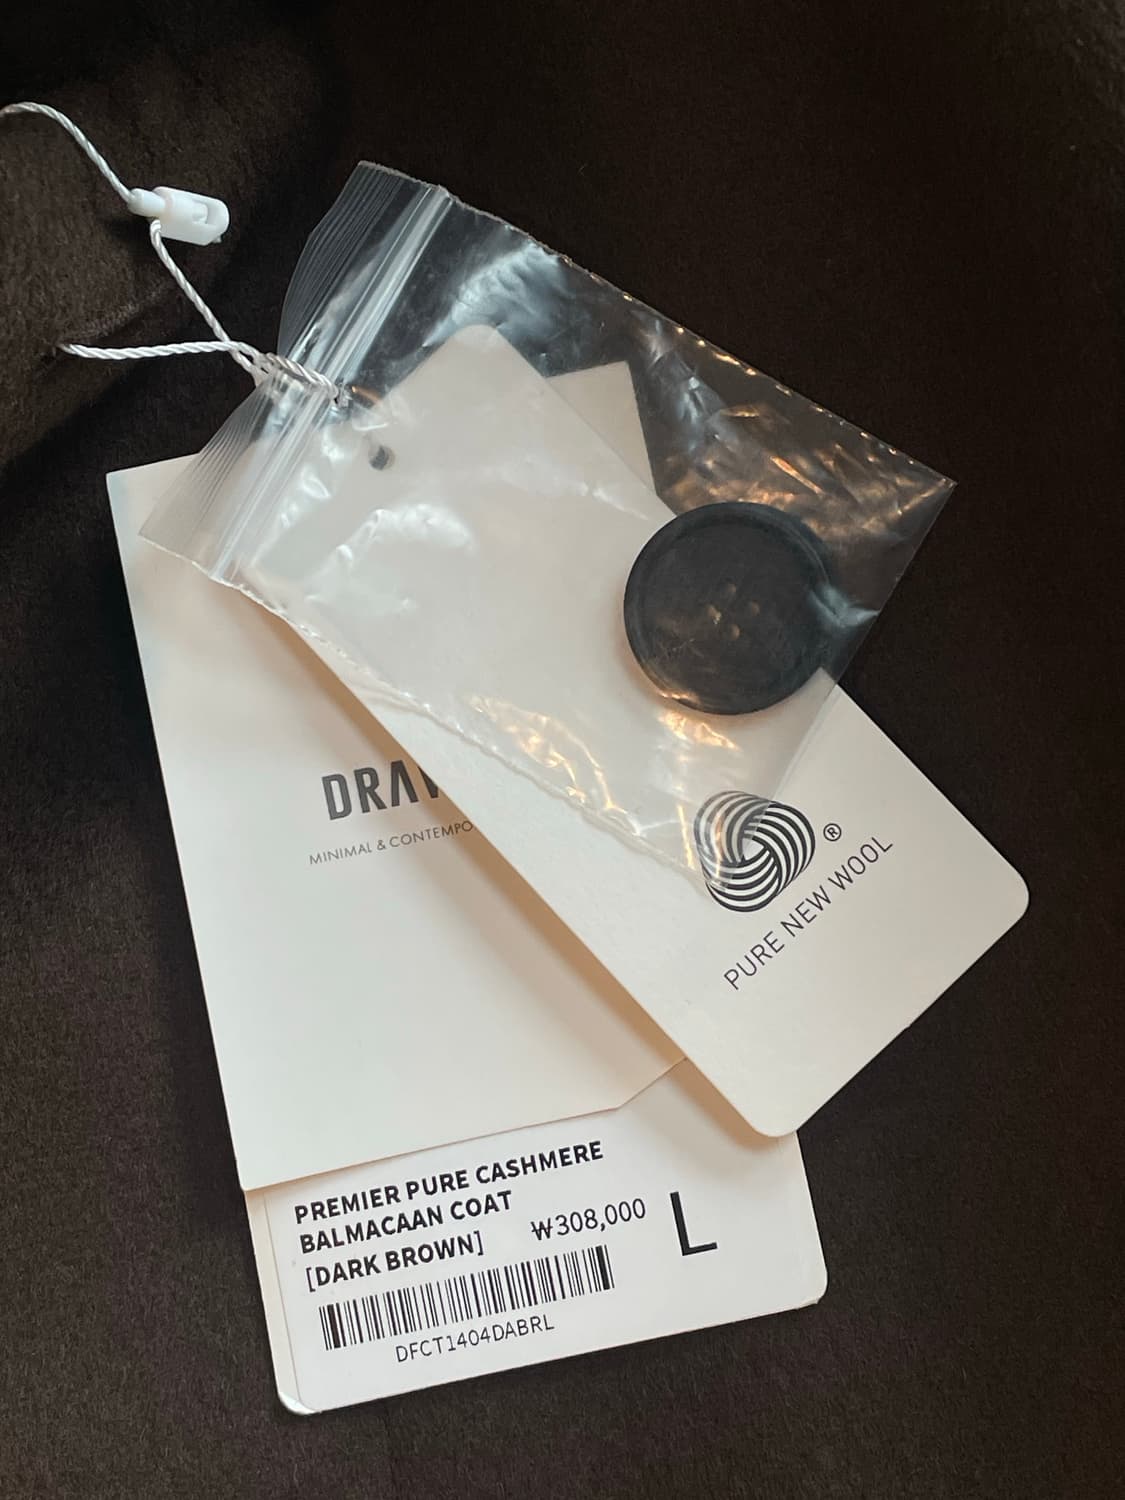 MINIMAL & CONTEMPO
®
PURE NEW WOOL
PREMIER PURE CASHMERE
BALMACAAN COAT
[DARK BROWN] ₩308,000 L
DFCT1404DABRL